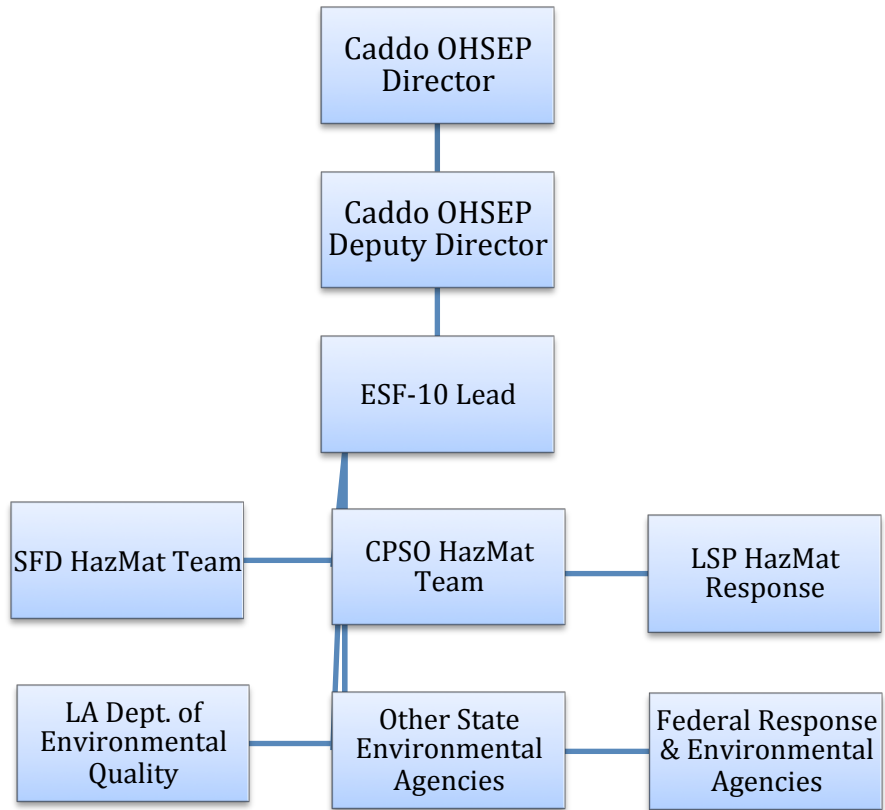 Caddo OHSEP
Director
Caddo OHSEP
Deputy Director
ESF-10 Lead
SFD HazMat Team
CPSO HazMat
Team
LSP HazMat
Response
LA Dept. of
Environmental
Quality
Other State
Environmental
Agencies
Federal Response
& Environmental
Agencies